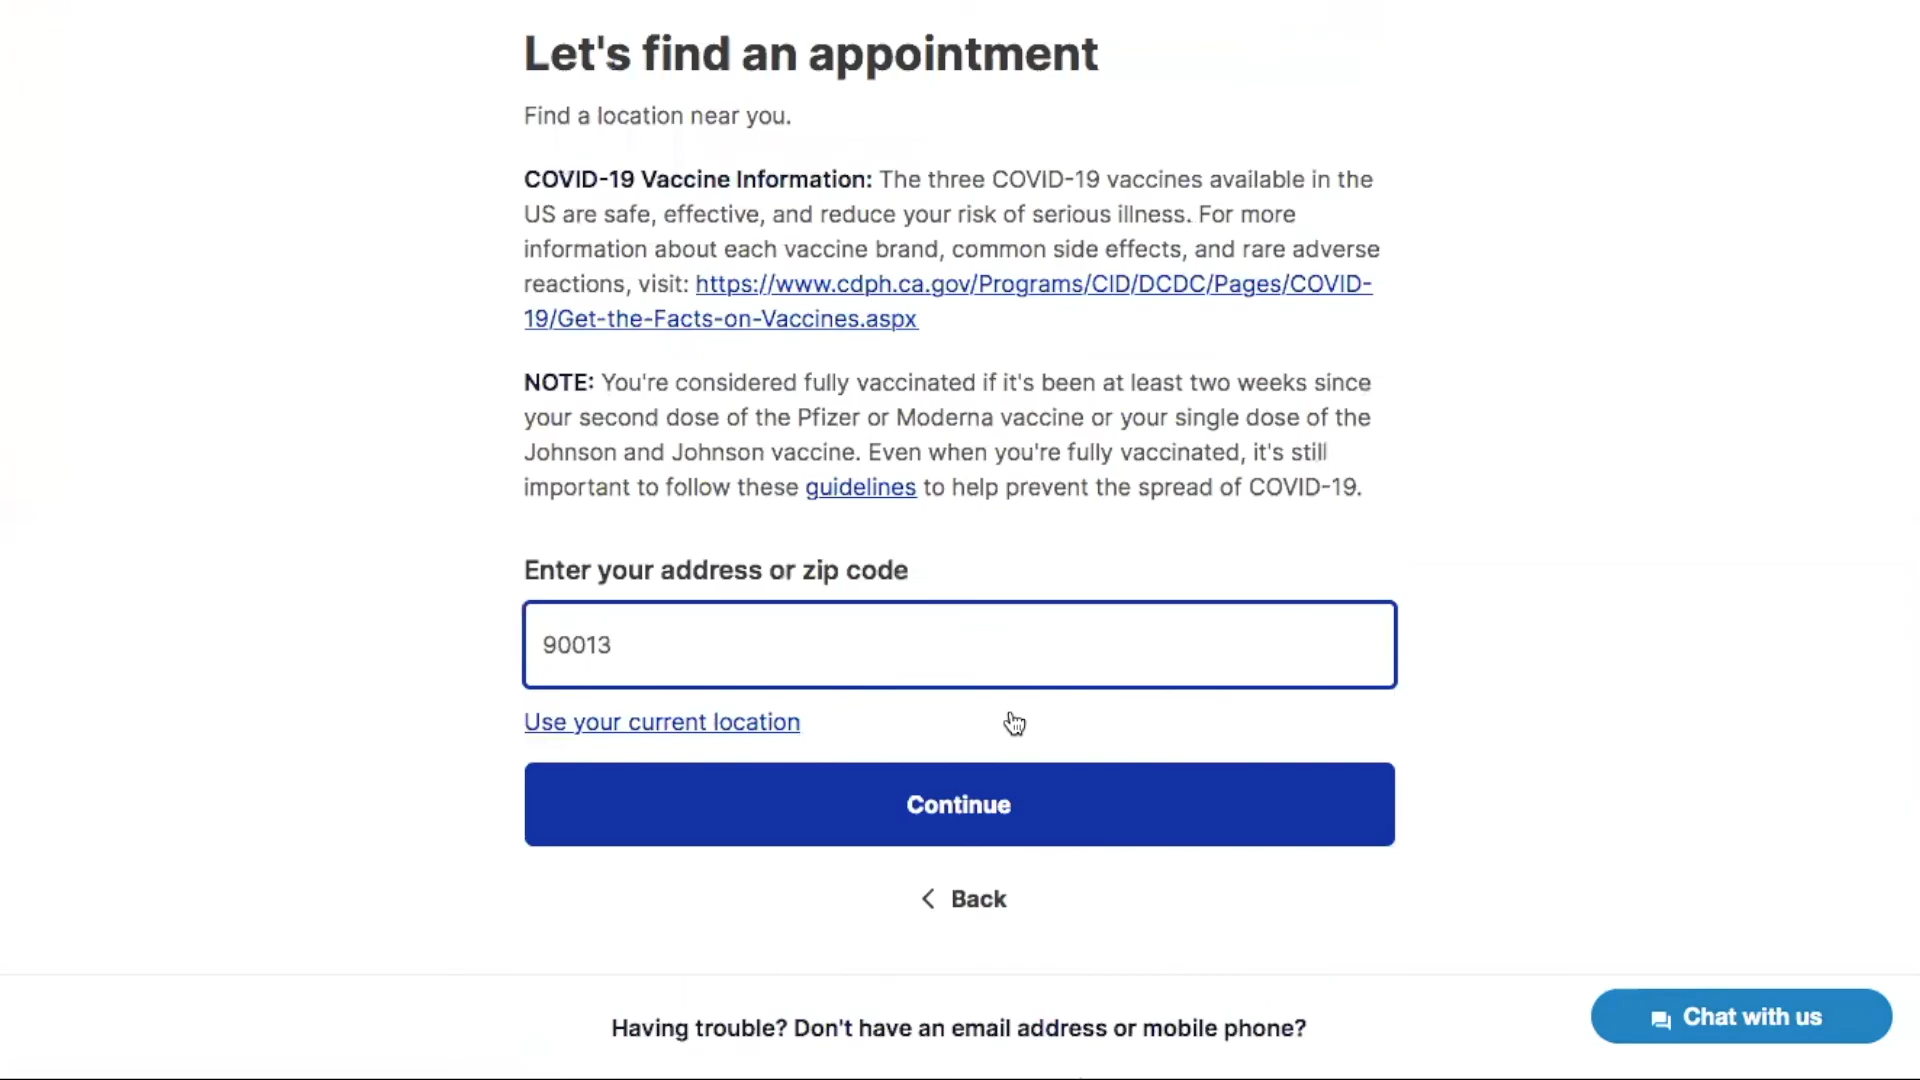 Let's find an appointment
Find a location near you.
COVID-19 Vaccine Information: The three COVID-19 vaccines available in the
US are safe, effective, and reduce your risk of serious illness. For more
information about each vaccine brand, common side effects, and rare adverse
reactions, visit: https://www.cdph.ca.gov/Programs/CID/DCDC/Pages/COVID-
19/Get-the-Facts-on-Vaccines.aspx
NOTE: You're considered fully vaccinated if it's been at least two weeks since
your second dose of the Pfizer or Moderna vaccine or your single dose of the
Johnson and Johnson vaccine. Even when you're fully vaccinated, it's still
important to follow these guidelines to help prevent the spread of COVID-19.
Enter your address or zip code
90013
Use your current location
Continue
Back
Having trouble? Don't have an email address or mobile phone?
Chat with us